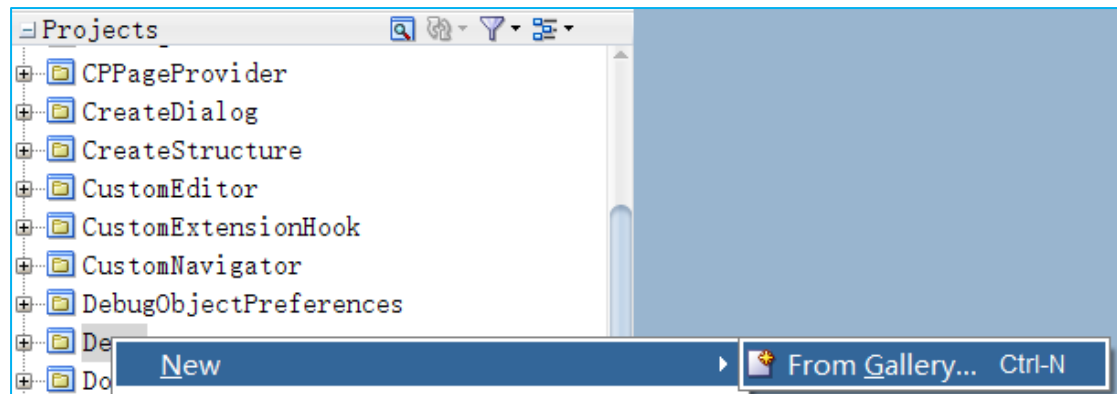 Projects
CPPageProvider
CreateDialog
CreateStructure
CustomEditor
CustomExtensionHook
CustomNavigator
DebugObjectPreferences
De
New
From Gallery... Ctrl-N
Do